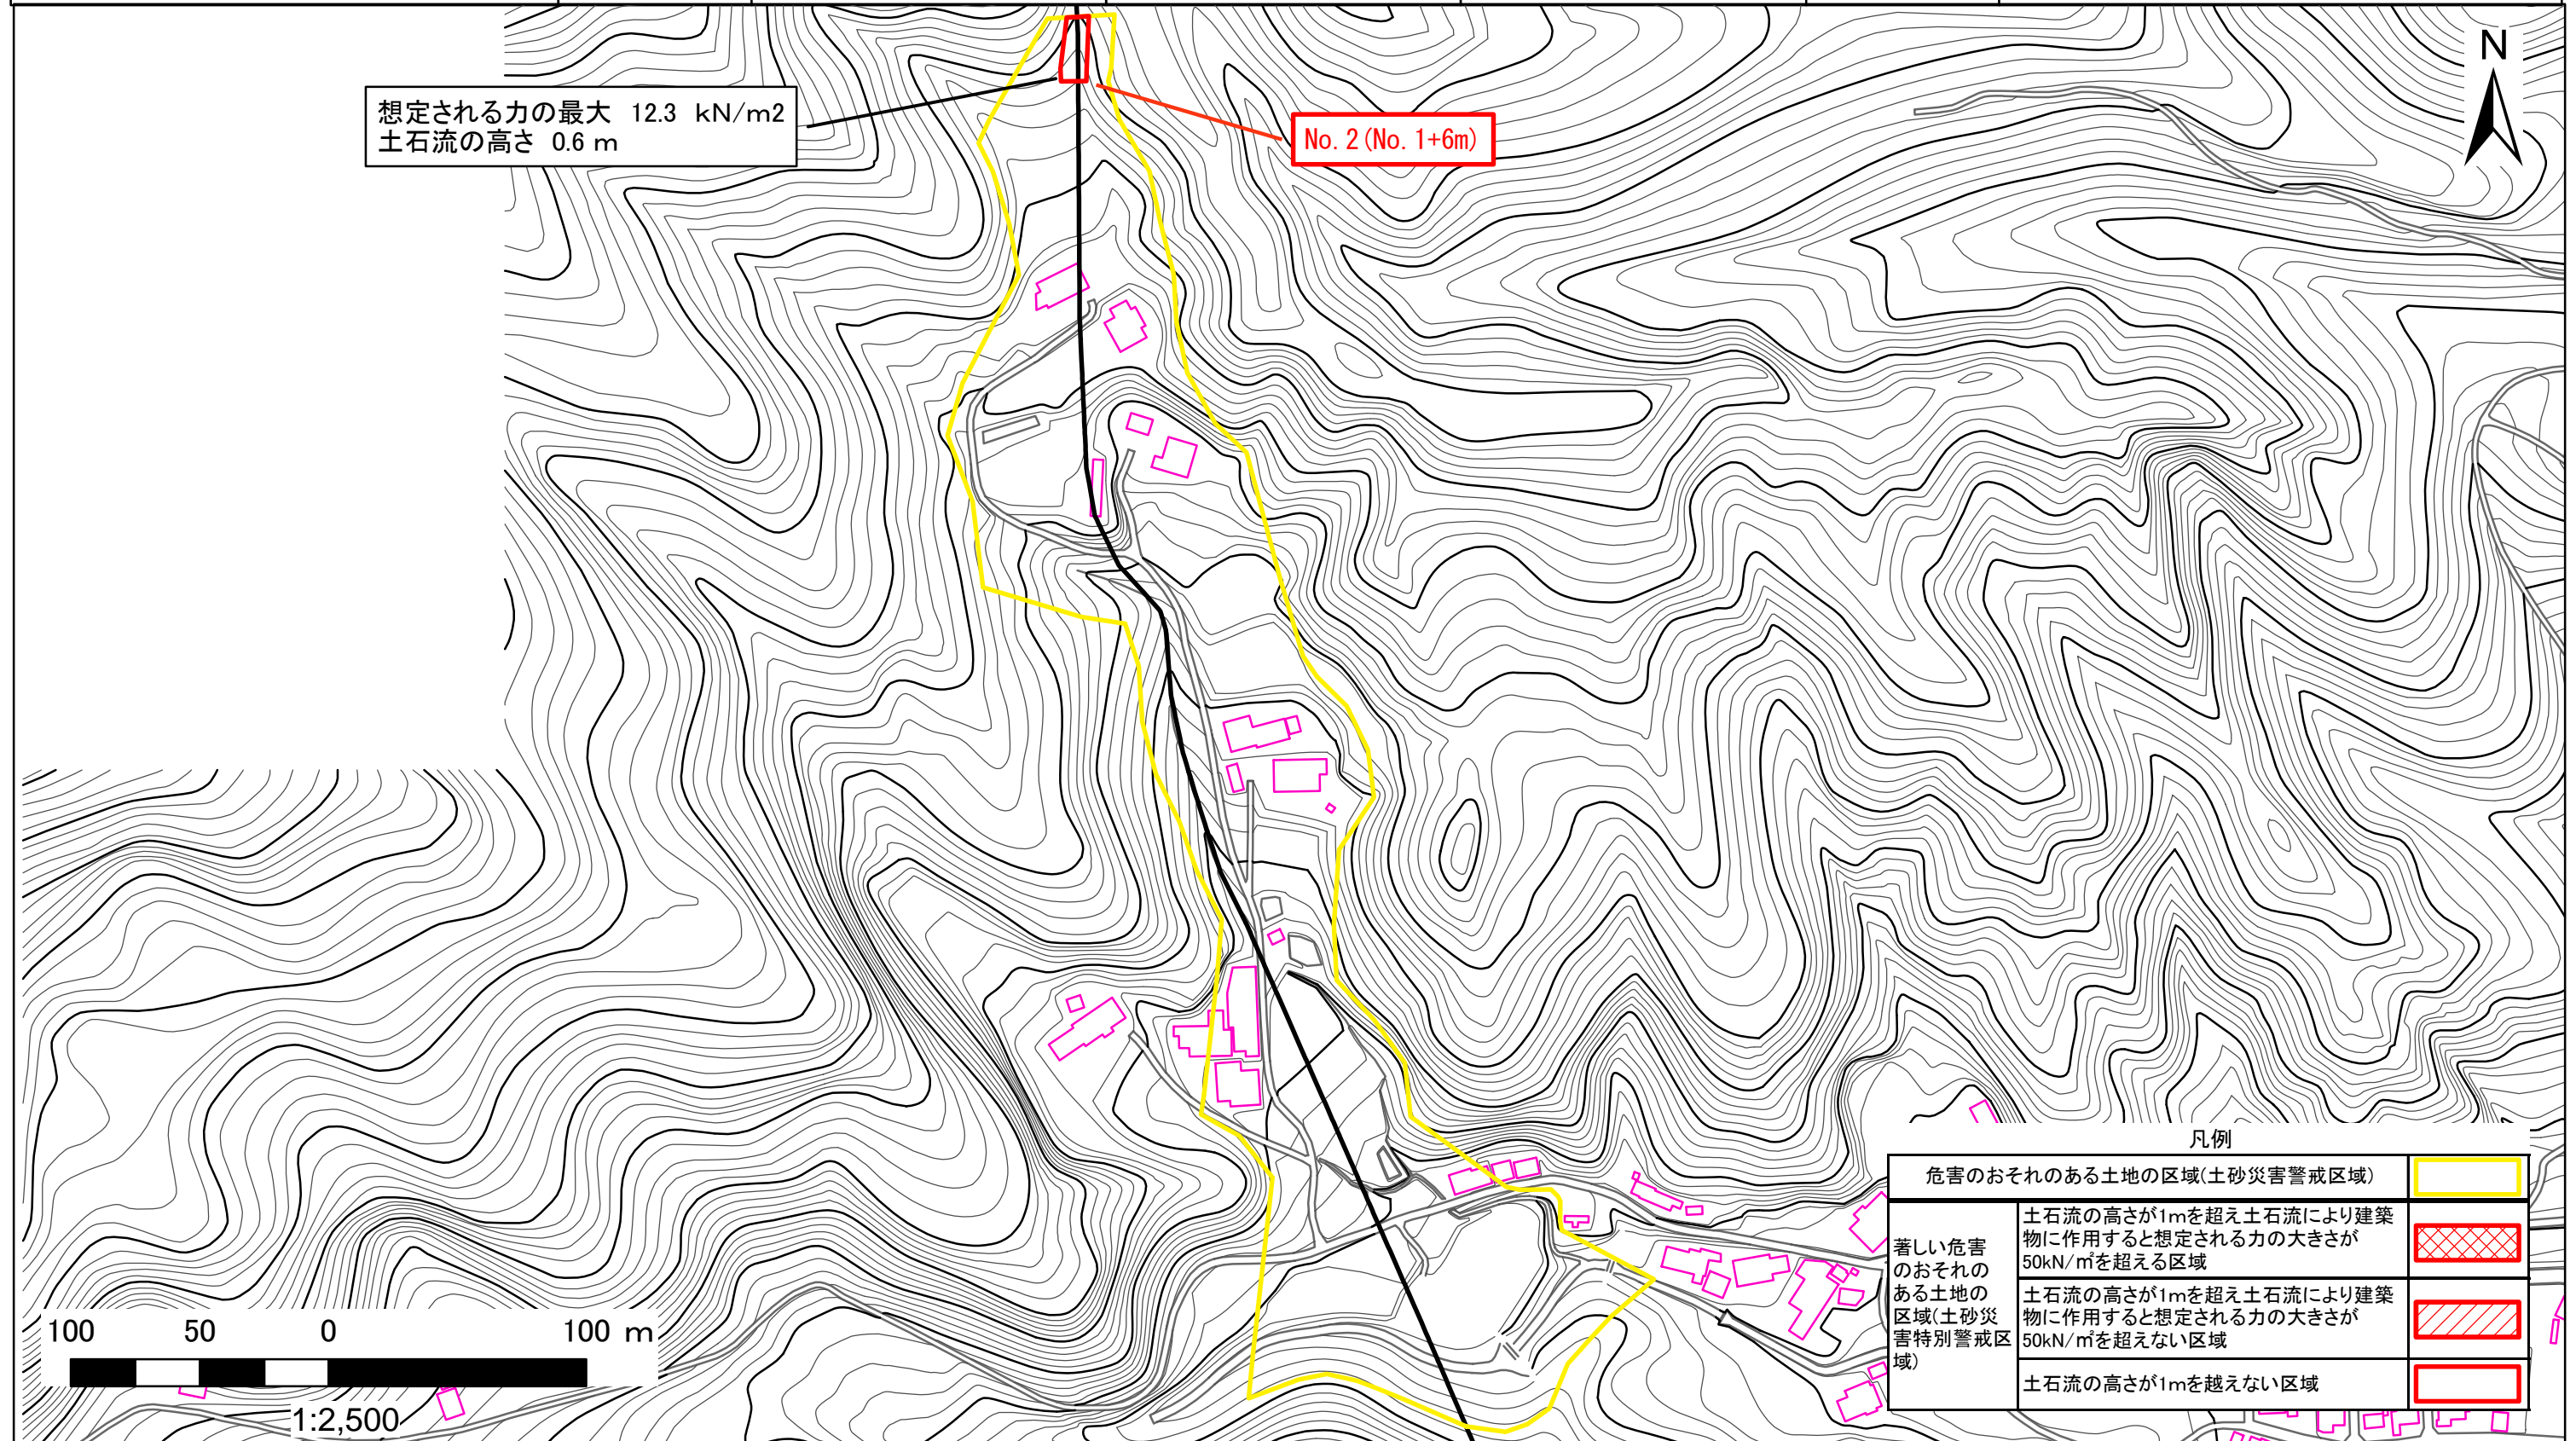 N
想定される力の最大 12.3 kN/m2
土石流の高さ 0.6 m
No.2(No.1+6m)
凡例
危害のおそれのある土地の区域(土砂災害警戒区域)
著しい危害
のおそれの
ある土地の
区域(土砂災
害特別警戒区
域)
土石流の高さが1mを超え土石流により建築
物に作用すると想定される力の大きさが
50kN/㎡を超える区域
土石流の高さが1mを超え土石流により建築
物に作用すると想定される力の大きさが
50kN/㎡を超えない区域
土石流の高さが1mを越えない区域
100 50 0 100 m
1:2,500